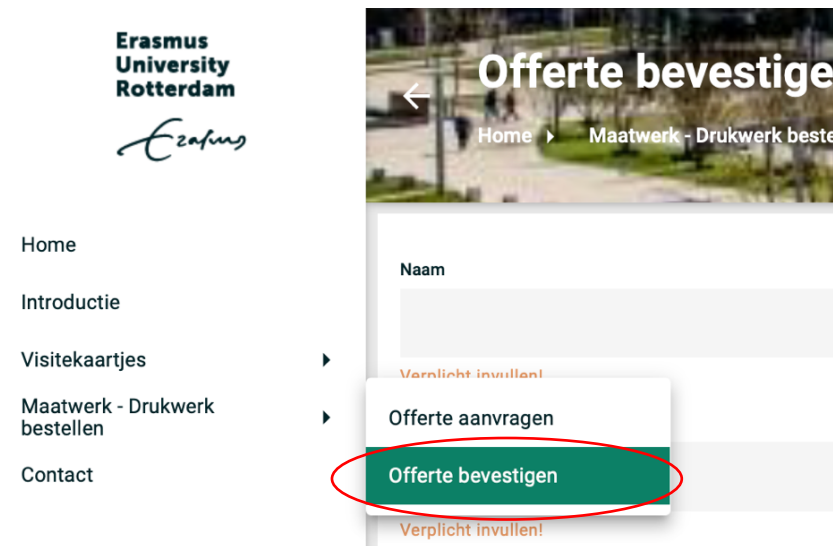 Erasmus
University
Rotterdam
Erasmus
Home
Introductie
Visitekaartjes
Maatwerk - Drukwerk
bestellen
Contact
Offerte bevestige
Home Maatwerk - Drukwerk beste
Naam
Verplicht invullen!
Offerte aanvragen
Offerte bevestigen
Verplicht invullen!